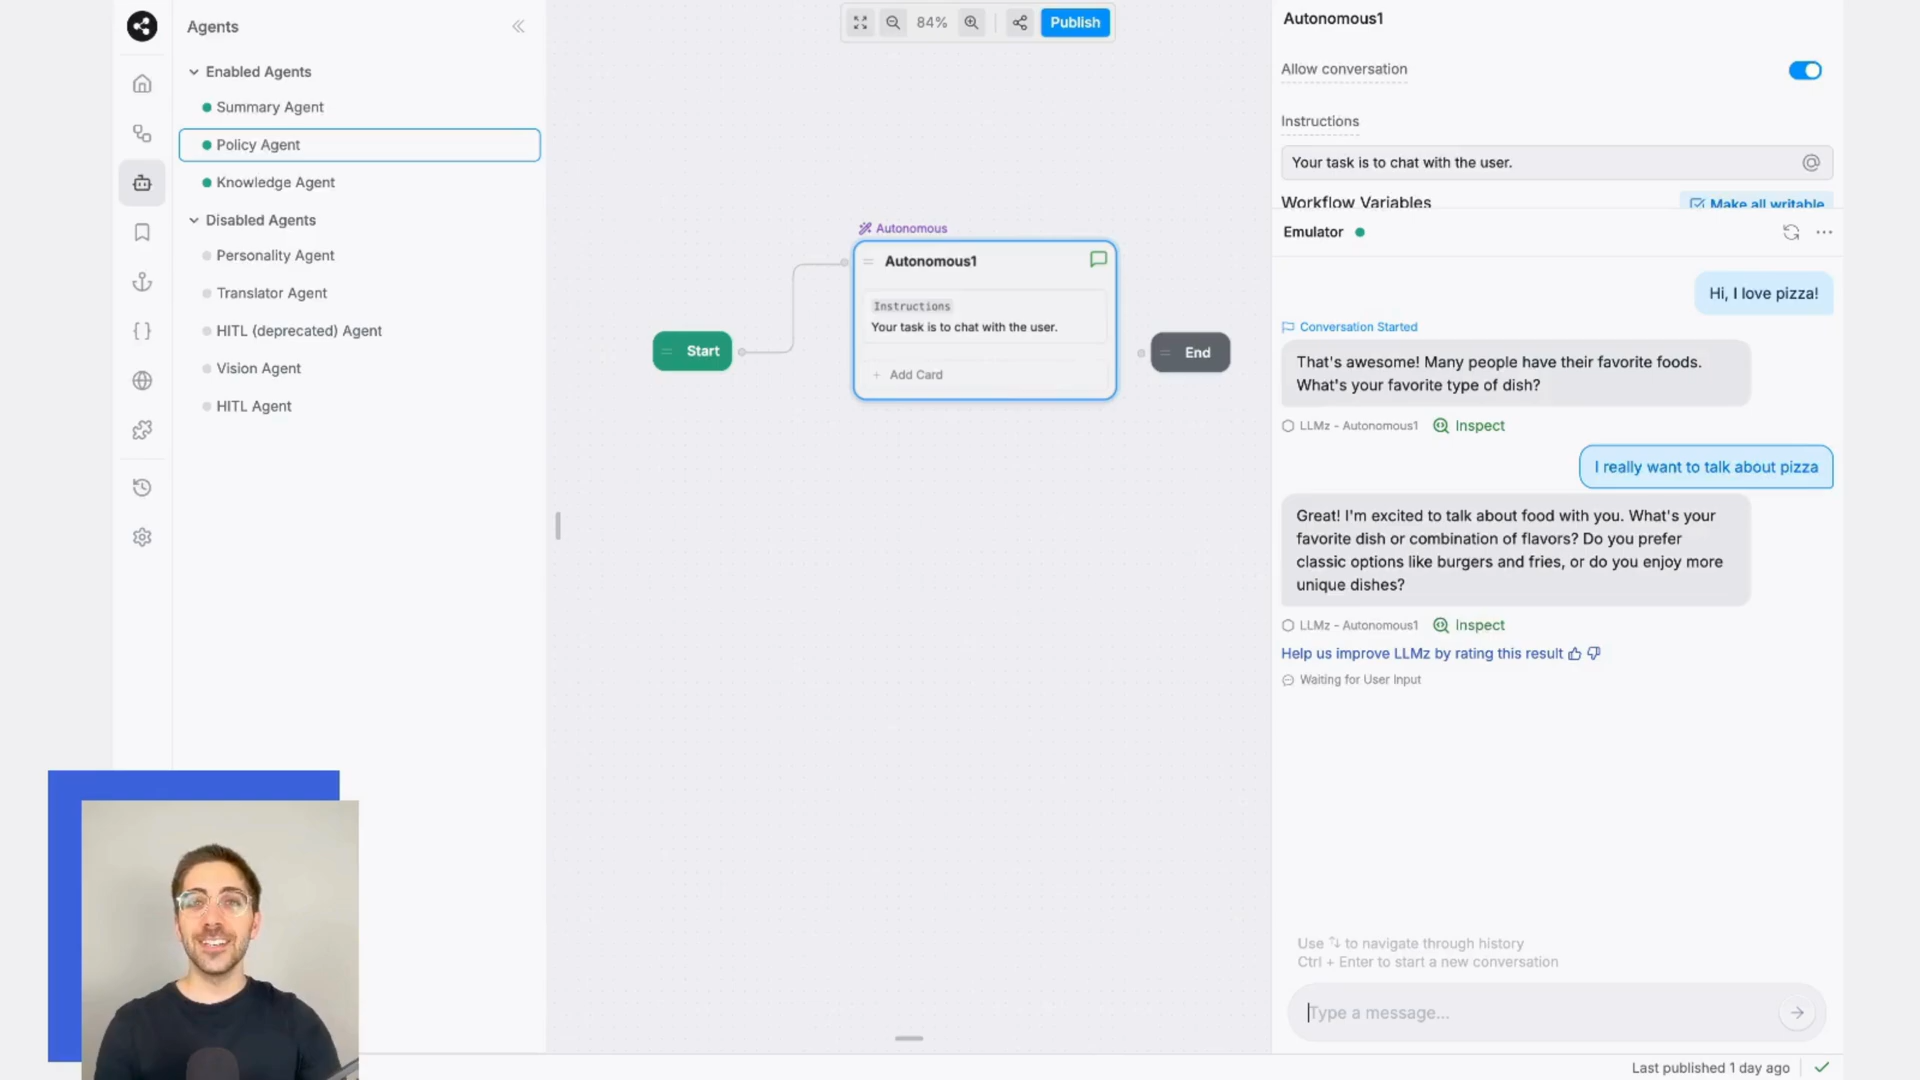 Agents
Enabled Agents
Summary Agent
Policy Agent
Knowledge Agent
Disabled Agents
Personality Agent
Translator Agent
HITL (deprecated) Agent
Vision Agent
HITL Agent
84%
Publish
Autonomous
Autonomous1
Instructions
Your task is to chat with the user.
+ Add Card
Start
End
Autonomous1
Allow conversation
Instructions
Your task is to chat with the user.
Workflow Variables
Make all writable
Emulator
Hi, I love pizza!
Conversation Started
That's awesome! Many people have their favorite foods.
What's your favorite type of dish?
LLMz - Autonomous1
Inspect
I really want to talk about pizza
Great! I'm excited to talk about food with you. What's your
favorite dish or combination of flavors? Do you prefer
classic options like burgers and fries, or do you enjoy more
unique dishes?
LLMz - Autonomous1
Inspect
Help us improve LLMz by rating this result
Waiting for User Input
Use ↑↓ to navigate through history
Ctrl + Enter to start a new conversation
Type a message...
Last published 1 day ago